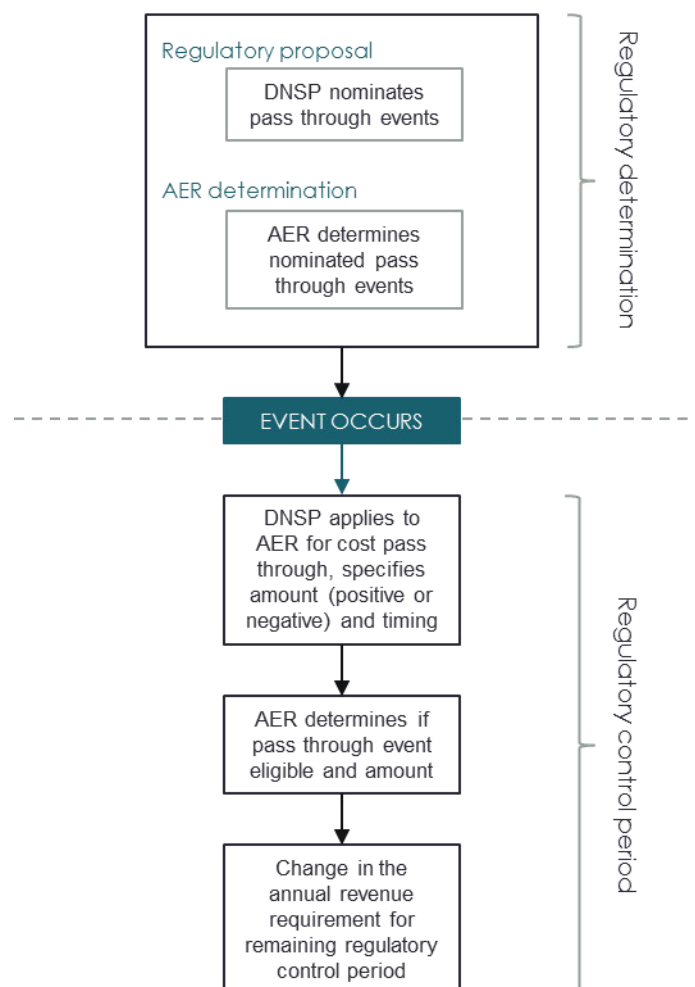 Regulatory proposal
DNSP nominates
pass through events
AER determination
AER determines
nominated pass
through events
Regulatory determination
EVENT OCCURS
DNSP applies to
AER for cost pass
through, specifies
amount (positive or
negative) and timing
AER determines if
pass through event
eligible and amount
Change in the
annual revenue
requirement for
remaining regulatory
control period
Regulatory control period